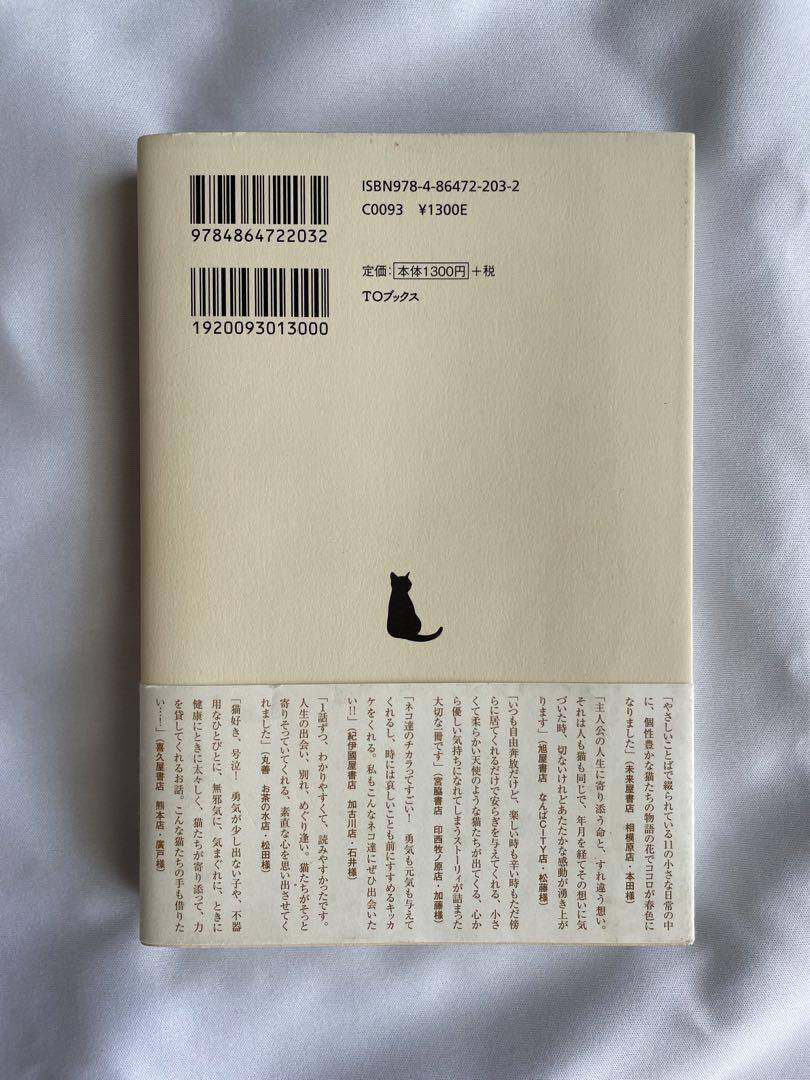 ISBN978-4-86472-203-2
C0093 ¥1300E
9784864722032
定価:本体1300円+税
TOブックス
1920093013000
「やさしいことばで綴られている11の小さな日常の中
に、個性豊かな猫たちの物語の花でココロが春色に
なりました」(未来屋書店 相模原店・本田様)
「主人公の人生に寄り添う命と、すれ違う想い。
それは人も猫も同じで、年月を経てその想いに気
づいた時、切ないけれどあたたかな感動が湧き上が
ります」(旭屋書店 なんばCITY店・松藤様)
「いつも自由奔放だけど、楽しい時も辛い時もただ傍
らに居てくれるだけで安らぎを与えてくれる、小さ
くて柔らかい天使のような猫たちが出てくる、心か
ら優しい気持ちになれてしまうストーリィが詰まった
大切な一冊です」(宮脇書店 印西牧の原店・加藤様)
「ネコ達のチカラってすごい! 勇気も元気も与えて
くれるし、時には哀しいことも前にすすめるキッカ
ケをくれる。私もこんなネコ達にぜひ出会いた
い!!」(紀伊國屋書店 加古川店・石井様)
「1話ずつ、わかりやすくて、読みやすかったです。
人生の出会い、別れ、めぐり逢い。猫たちがそっと
寄りそっていてくれる、素直な心を思い出させてく
れました」(丸善 お茶の水店・松田様)
「猫好き、号泣! 勇気が少し出ない子や、不器
用なひとびとに、無邪気に、気まぐれに、ときに
健康にときに太々しく、猫たちが寄り添って、力
を貸してくれるお話。こんな猫たちの手も借りた
い…!」(喜久屋書店 熊本店・廣戸様)